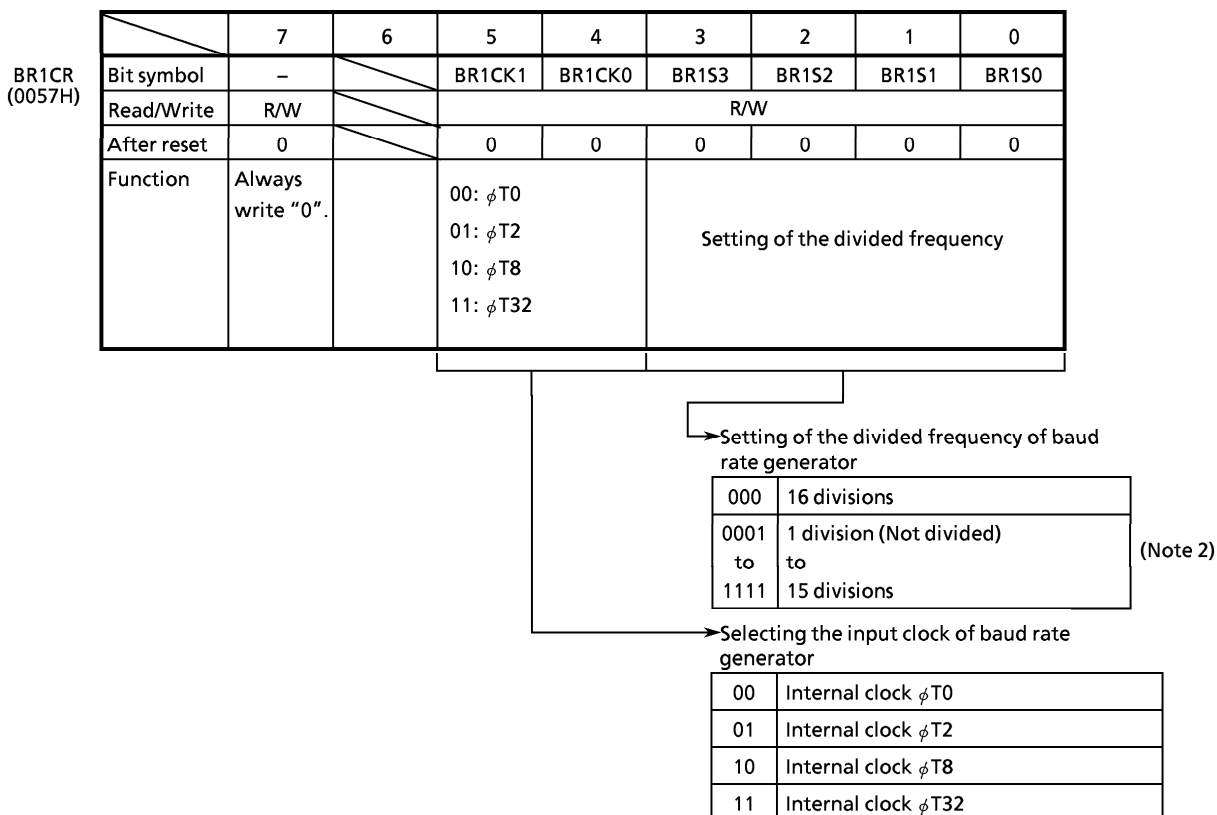 7 6 5 4 3 2 1 0
BR1CR
(0057H)
Bit symbol – BR1CK1 BR1CK0 BR1S3 BR1S2 BR1S1 BR1S0
Read/Write R/W R/W
After reset 0 0 0 0 0 0 0
Function Always
write "0".
00: φT0
01: φT2
10: φT8
11: φT32
Setting of the divided frequency
Setting of the divided frequency of baud
rate generator
000 16 divisions
0001 1 division (Not divided)
to to
1111 15 divisions
(Note 2)
Selecting the input clock of baud rate
generator
00 Internal clock φT0
01 Internal clock φT2
10 Internal clock φT8
11 Internal clock φT32